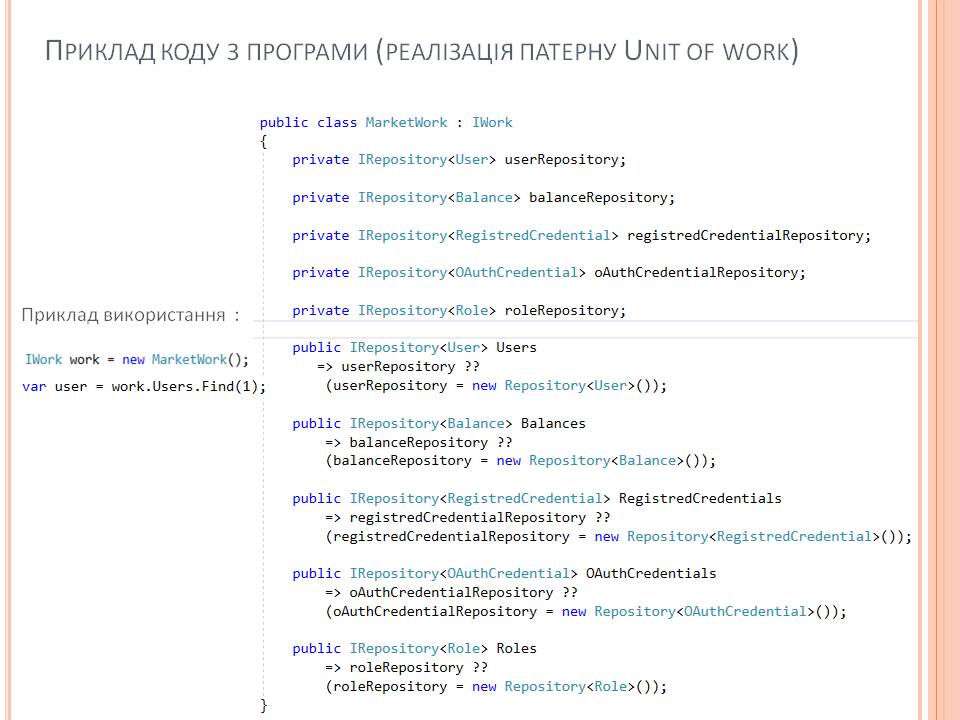 Приклад коду з програми (реалізація патерну Unit of work)
Приклад використання :
IWork work = new MarketWork();
var user = work.Users.Find(1);
public class MarketWork : IWork
{
private IRepository<User> userRepository;
private IRepository<Balance> balanceRepository;
private IRepository<RegistredCredential> registredCredentialRepository;
private IRepository<OAuthCredential> oAuthCredentialRepository;
private IRepository<Role> roleRepository;
public IRepository<User> Users
=> userRepository ??
(userRepository = new Repository<User>());
public IRepository<Balance> Balances
=> balanceRepository ??
(balanceRepository = new Repository<Balance>());
public IRepository<RegistredCredential> RegistredCredentials
=> registredCredentialRepository ??
(registredCredentialRepository = new Repository<RegistredCredential>());
public IRepository<OAuthCredential> OAuthCredentials
=> oAuthCredentialRepository ??
(oAuthCredentialRepository = new Repository<OAuthCredential>());
public IRepository<Role> Roles
=> roleRepository ??
(roleRepository = new Repository<Role>());
}